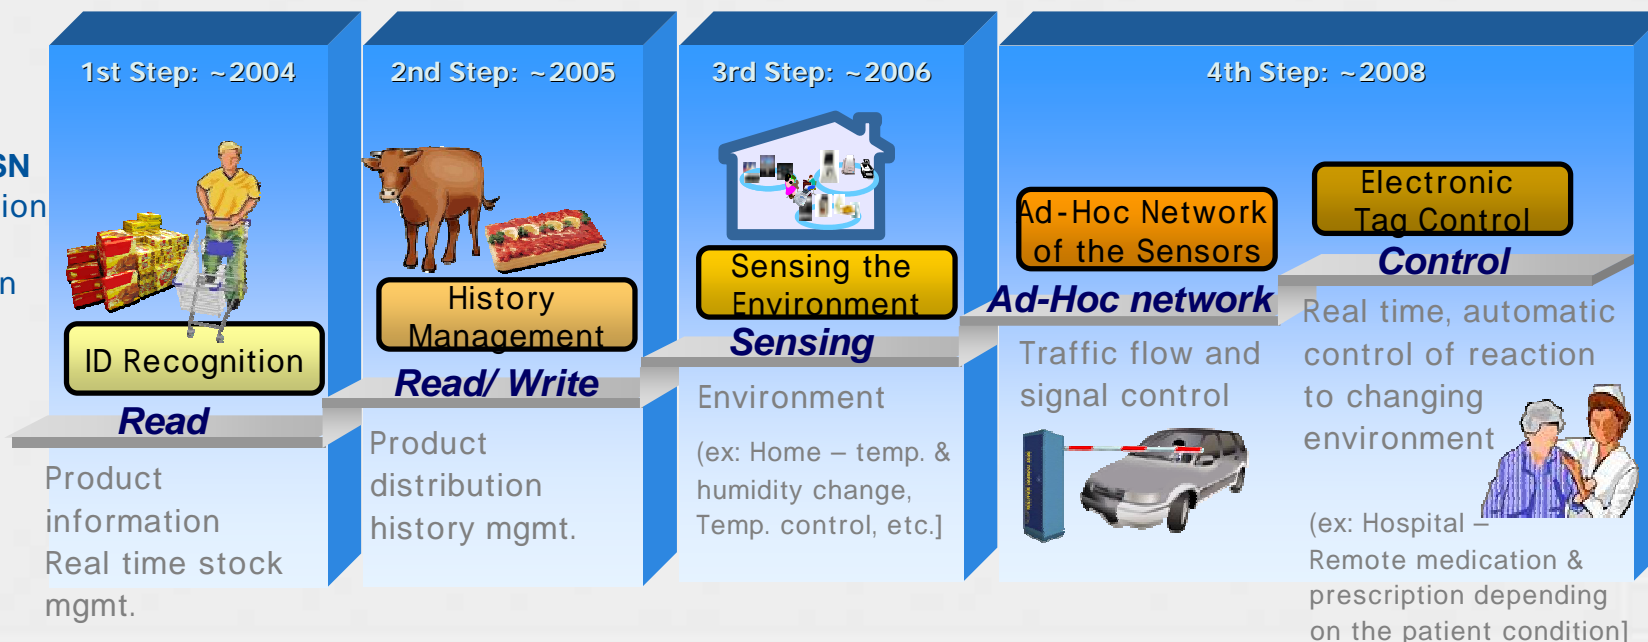 SN
ion
n
1st Step: ~2004
ID Recognition
Read
Product
information
Real time stock
mgmt.
2nd Step: ~2005
History
Management
Read/ Write
Product
distribution
history mgmt.
3rd Step: ~2006
Sensing the
Environment
Sensing
Environment
(ex: Home – temp. &
humidity change,
Temp. control, etc.]
4th Step: ~2008
Ad-Hoc Network
of the Sensors
Ad-Hoc network
Traffic flow and
signal control
Electronic
Tag Control
Control
Real time, automatic
control of reaction
to changing
environment
(ex: Hospital –
Remote medication &
prescription depending
on the patient condition]